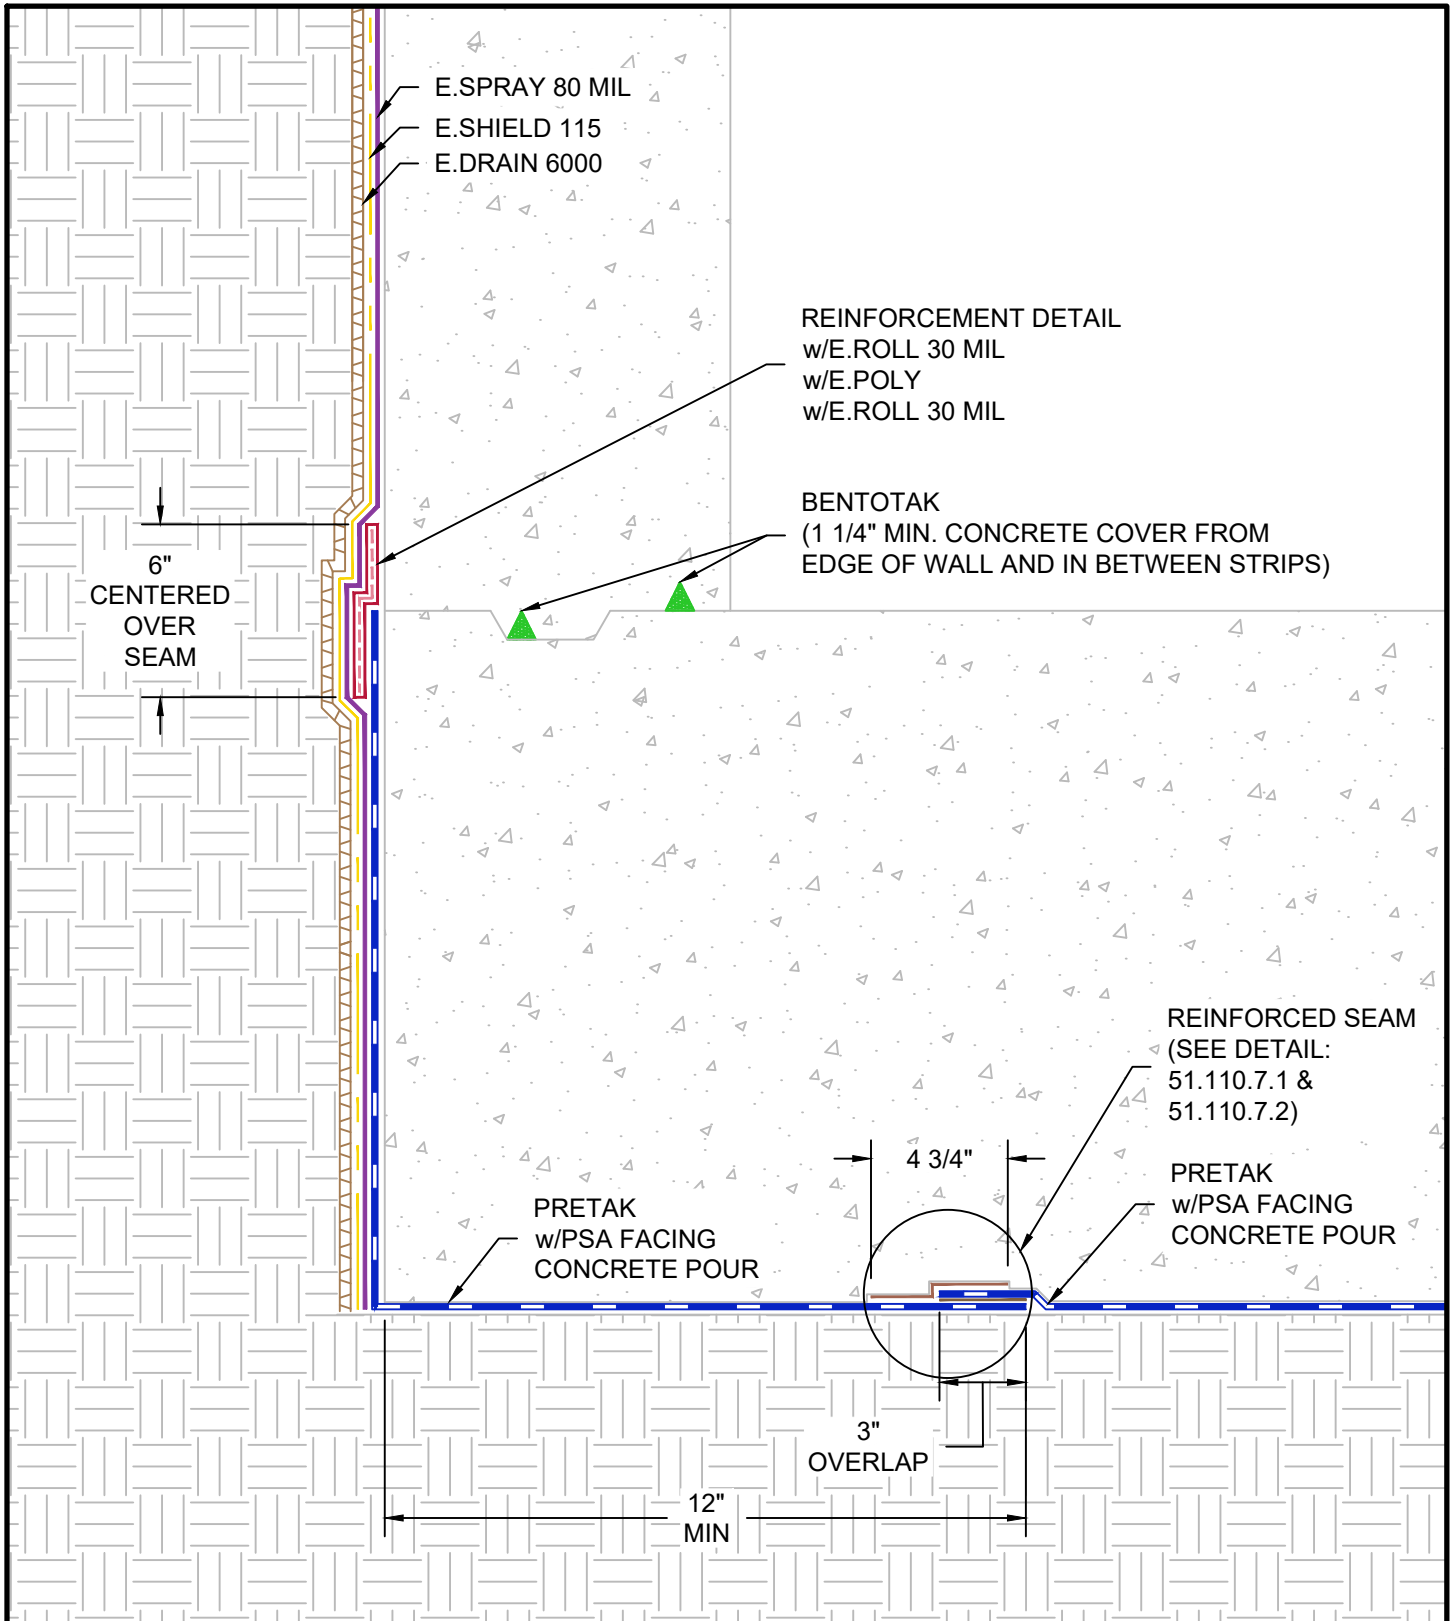 E.SPRAY 80 MIL
E.SHIELD 115
E.DRAIN 6000
REINFORCEMENT DETAIL
w/E.ROLL 30 MIL
w/E.POLY
w/E.ROLL 30 MIL
BENTOTAK
(1 1/4" MIN. CONCRETE COVER FROM
EDGE OF WALL AND IN BETWEEN STRIPS)
6"
CENTERED
OVER
SEAM
REINFORCED SEAM
(SEE DETAIL:
51.110.7.1 &
51.110.7.2)
4 3/4"
PRETAK
w/PSA FACING
CONCRETE POUR
PRETAK
w/PSA FACING
CONCRETE POUR
3"
OVERLAP
12"
MIN